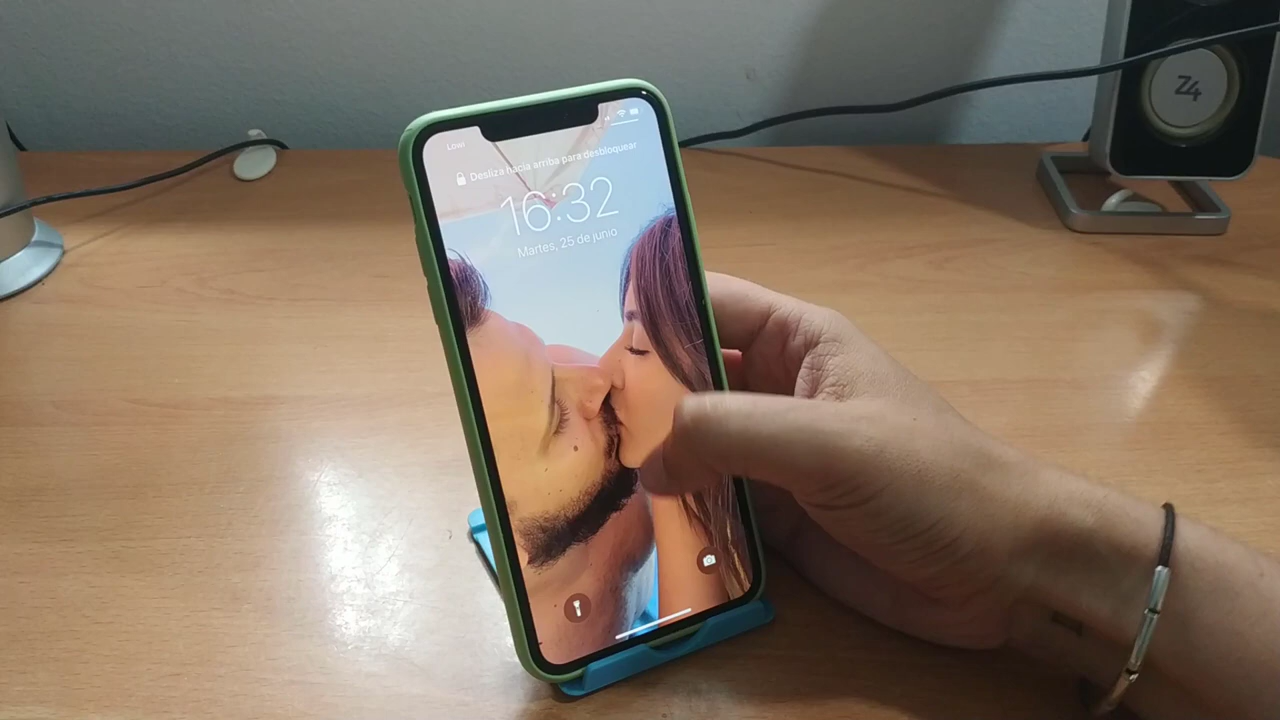 Lowi
Desliza hacia arriba para desbloquear
16:32
Martes, 25 de junio
Z4